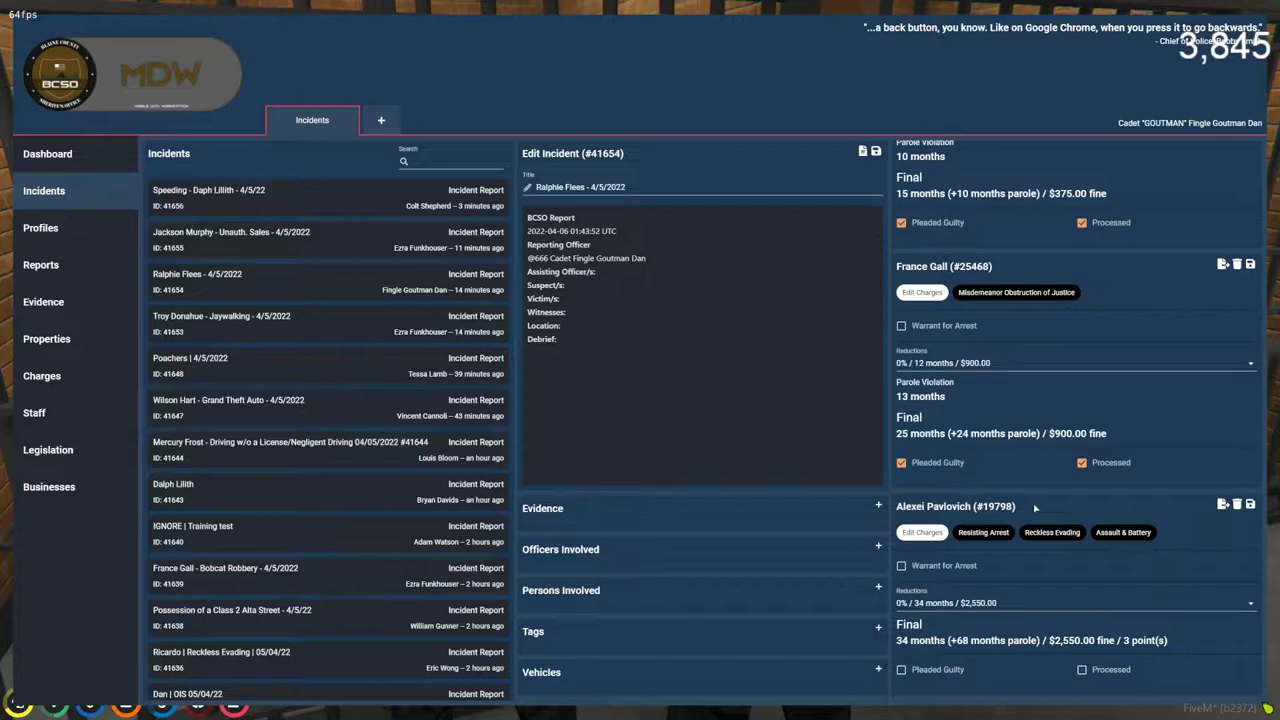 64fps
"...a back button, you know. Like on Google Chrome, when you press it to go backwards."
3,845
BLAINE COUNTY
BCSO
SHERIFF'S OFFICE
MDW
MOBILE DATA WORKSTATION
Incidents
+
Cadet "GOUTMAN" Fingle Goutman Dan
Dashboard
Incidents
Profiles
Reports
Evidence
Properties
Charges
Staff
Legislation
Businesses
Incidents
Search
Speeding - Daph Lillith - 4/5/22 Incident Report
ID: 41656 Colt Shepherd – 3 minutes ago
Jackson Murphy - Unauth. Sales - 4/5/2022 Incident Report
ID: 41655 Ezra Funkhouser – 11 minutes ago
Ralphie Flees - 4/5/2022 Incident Report
ID: 41654 Fingle Goutman Dan – 14 minutes ago
Troy Donahue - Jaywalking - 4/5/2022 Incident Report
ID: 41653 Ezra Funkhouser – 14 minutes ago
Poachers | 4/5/2022 Incident Report
ID: 41648 Tessa Lamb – 39 minutes ago
Wilson Hart - Grand Theft Auto - 4/5/2022 Incident Report
ID: 41647 Vincent Cannoli – 43 minutes ago
Mercury Frost - Driving w/o a License/Negligent Driving 04/05/2022 #41644 Incident Report
ID: 41644 Louis Bloom – an hour ago
Dalph Lilith Incident Report
ID: 41643 Bryan Davids – an hour ago
IGNORE | Training test Incident Report
ID: 41640 Adam Watson – 2 hours ago
France Gall - Bobcat Robbery - 4/5/2022 Incident Report
ID: 41639 Ezra Funkhouser – 2 hours ago
Possession of a Class 2 Alta Street - 4/5/22 Incident Report
ID: 41638 William Gunner – 2 hours ago
Ricardo | Reckless Evading | 05/04/22 Incident Report
ID: 41636 Eric Wong – 2 hours ago
Dan | OIS 05/04/22 Incident Report
Edit Incident (#41654)
Title
Ralphie Flees - 4/5/2022
BCSO Report
2022-04-06 01:43:52 UTC
Reporting Officer
@666 Cadet Fingle Goutman Dan
Assisting Officer/s:
Suspect/s:
Victim/s:
Witnesses:
Location:
Debrief:
Evidence +
Officers Involved +
Persons Involved +
Tags +
Vehicles +
Parole Violation
10 months
Final
15 months (+10 months parole) / $375.00 fine
Pleaded Guilty Processed
France Gall (#25468)
Edit Charges Misdemeanor Obstruction of Justice
Warrant for Arrest
Reductions
0% / 12 months / $900.00
Parole Violation
13 months
Final
25 months (+24 months parole) / $900.00 fine
Pleaded Guilty Processed
Alexei Pavlovich (#19798)
Edit Charges Resisting Arrest Reckless Evading Assault & Battery
Warrant for Arrest
Reductions
0% / 34 months / $2,550.00
Final
34 months (+68 months parole) / $2,550.00 fine / 3 point(s)
Pleaded Guilty Processed
FiveM^ (b2372)